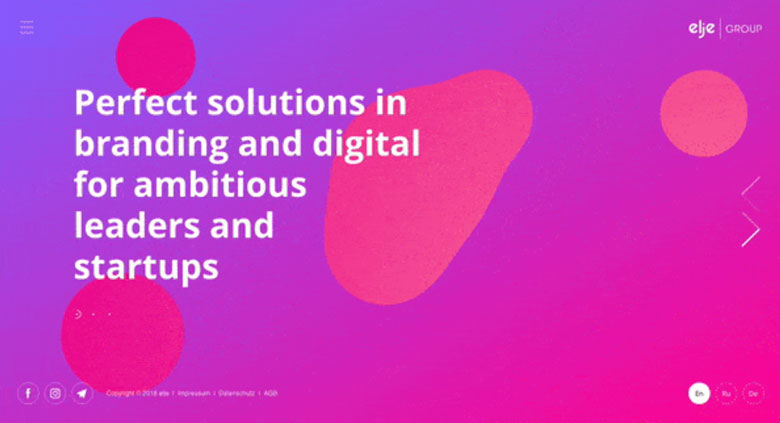 elje GROUP
Perfect solutions in
branding and digital
for ambitious
leaders and
startups
Copyright © 2018 elje | Impressum | Datenschutz | AGB
En Ru De